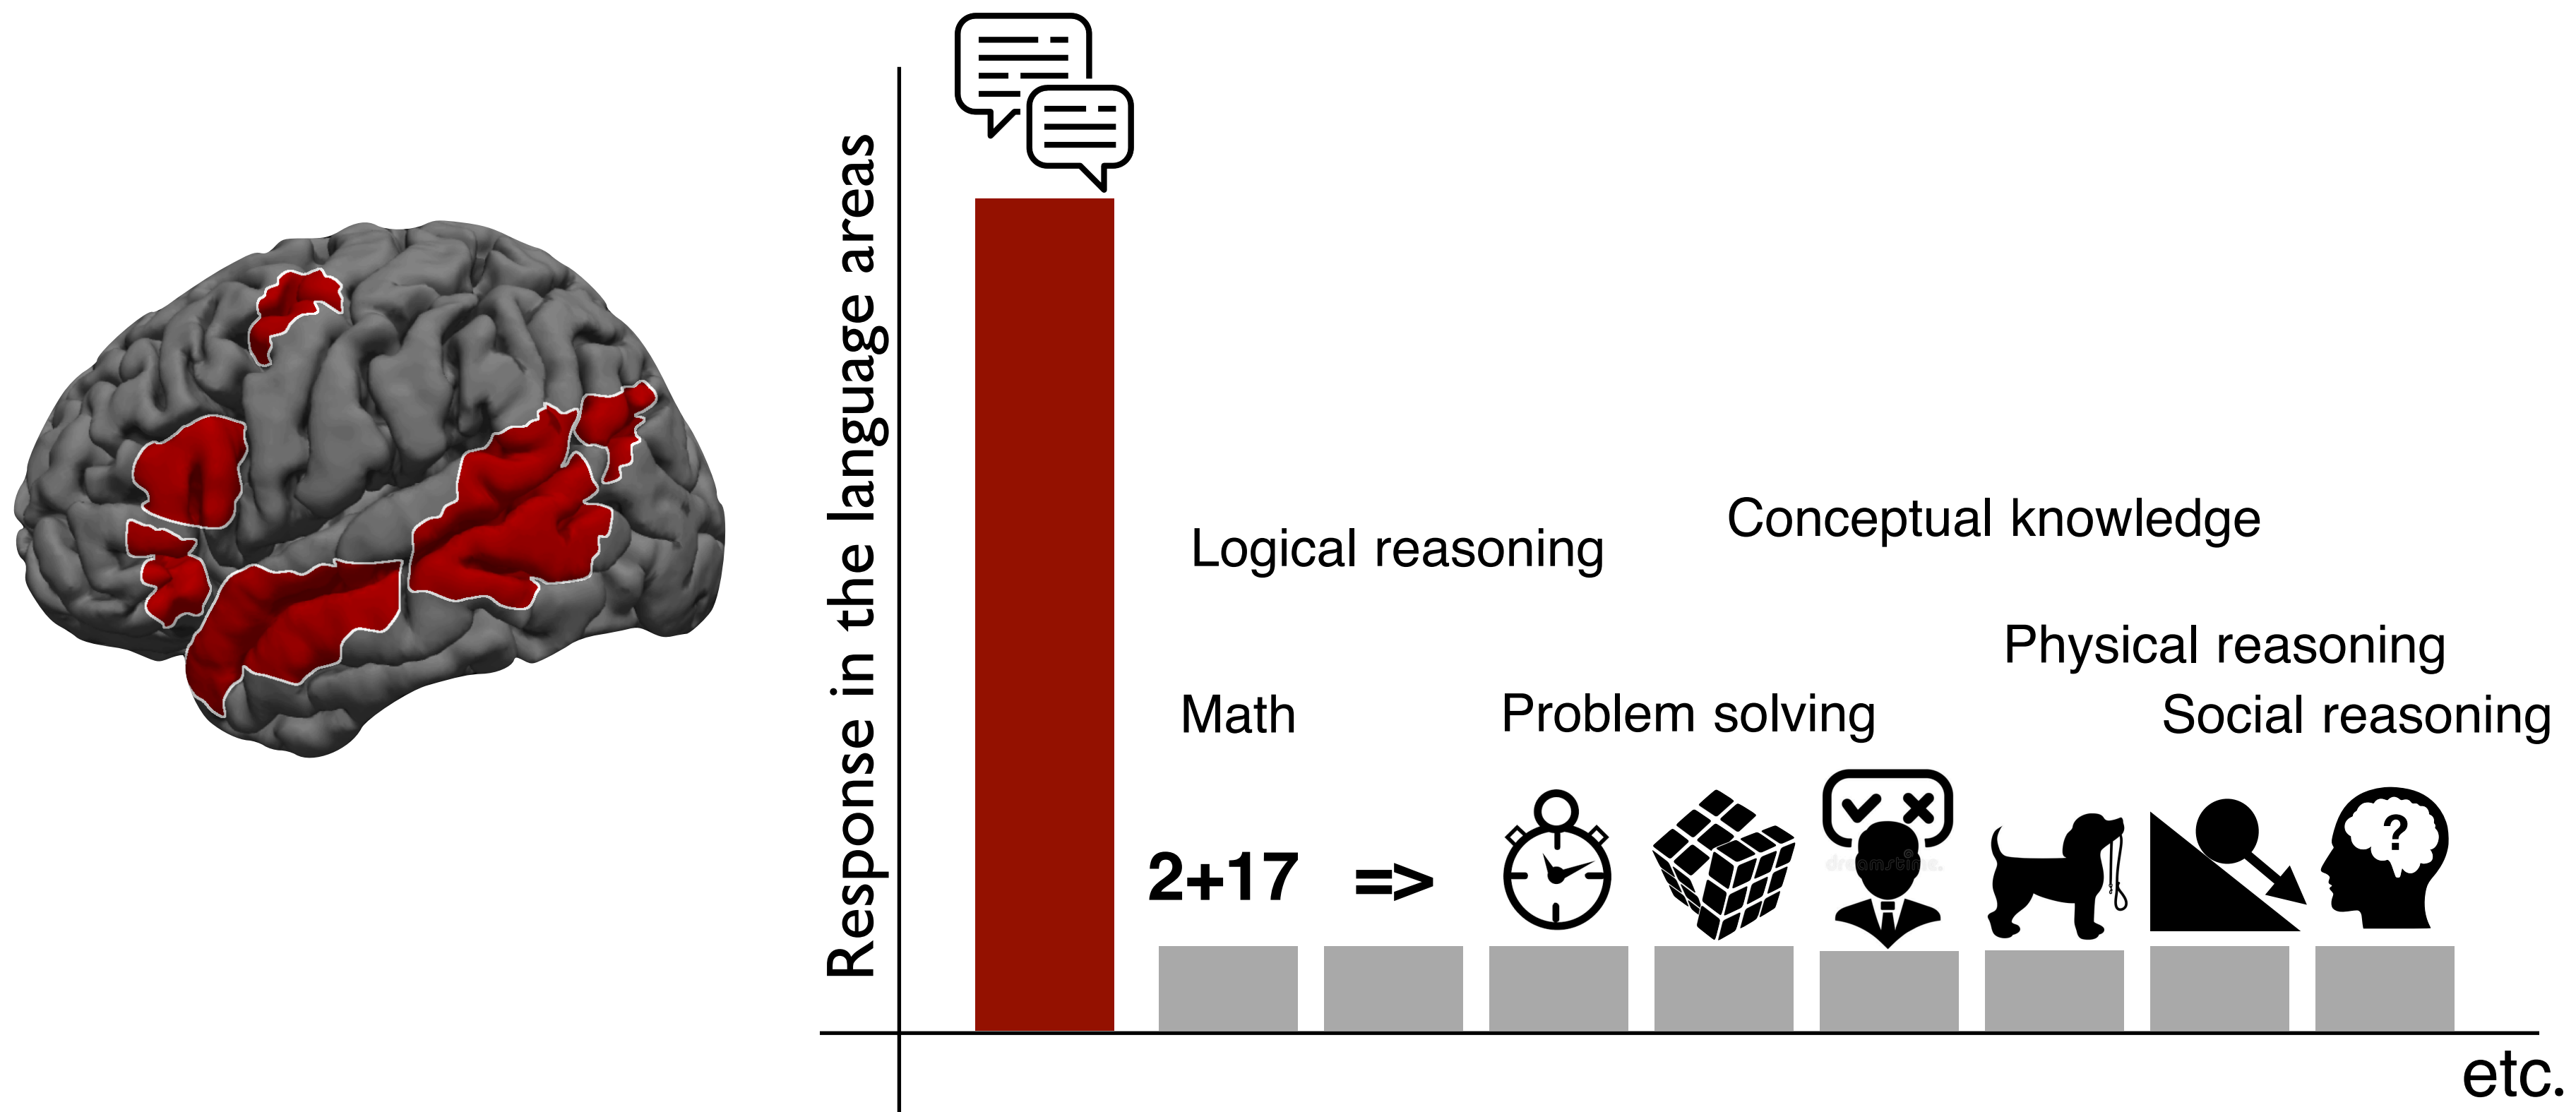 Response in the language areas
Logical reasoning
Conceptual knowledge
Physical reasoning
Math
Problem solving
Social reasoning
?
2+17
=>
dreamstime.
etc.